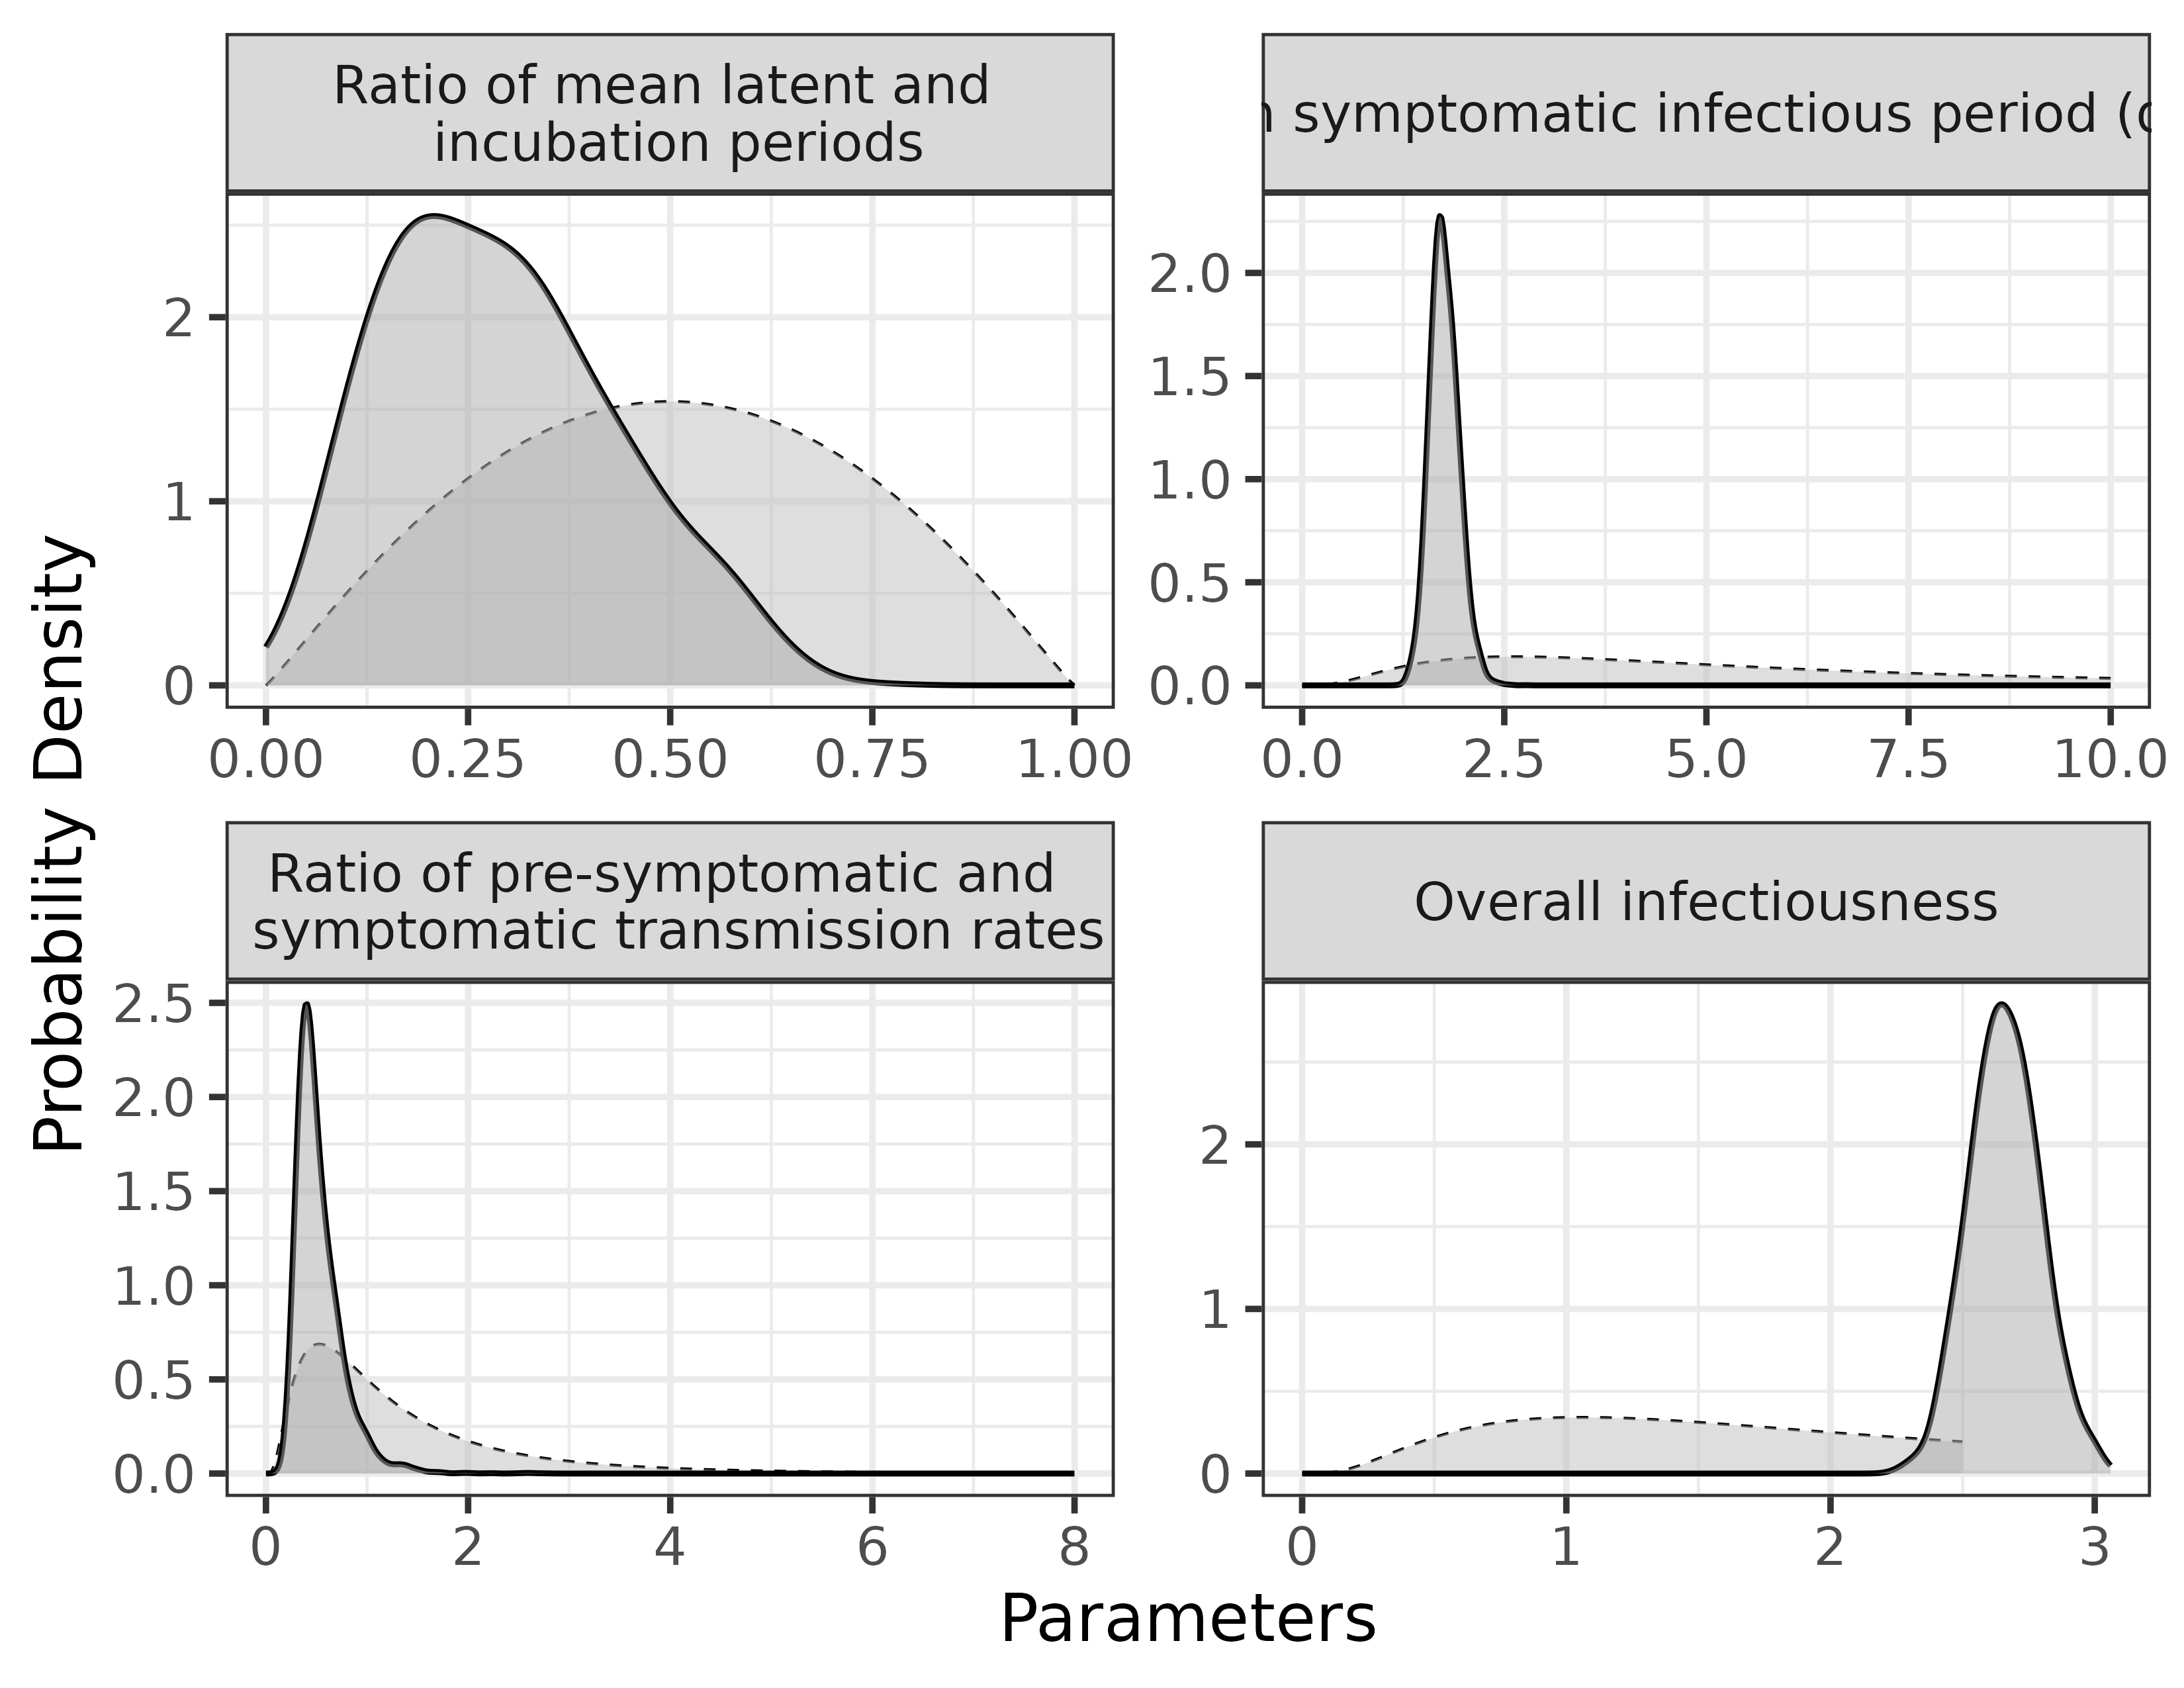 Ratio of mean latent and
incubation periods
symptomatic infectious period
2
1
0
0.00 0.25 0.50 0.75 1.00
2.0
1.5
1.0
0.5
0.0
0.0 2.5 5.0 7.5 10.0
Ratio of pre-symptomatic and
symptomatic transmission rates
Overall infectiousness
2.5
2.0
1.5
1.0
0.5
0.0
0 2 4 6 8
2
1
0
0 1 2 3
Probability Density
Parameters